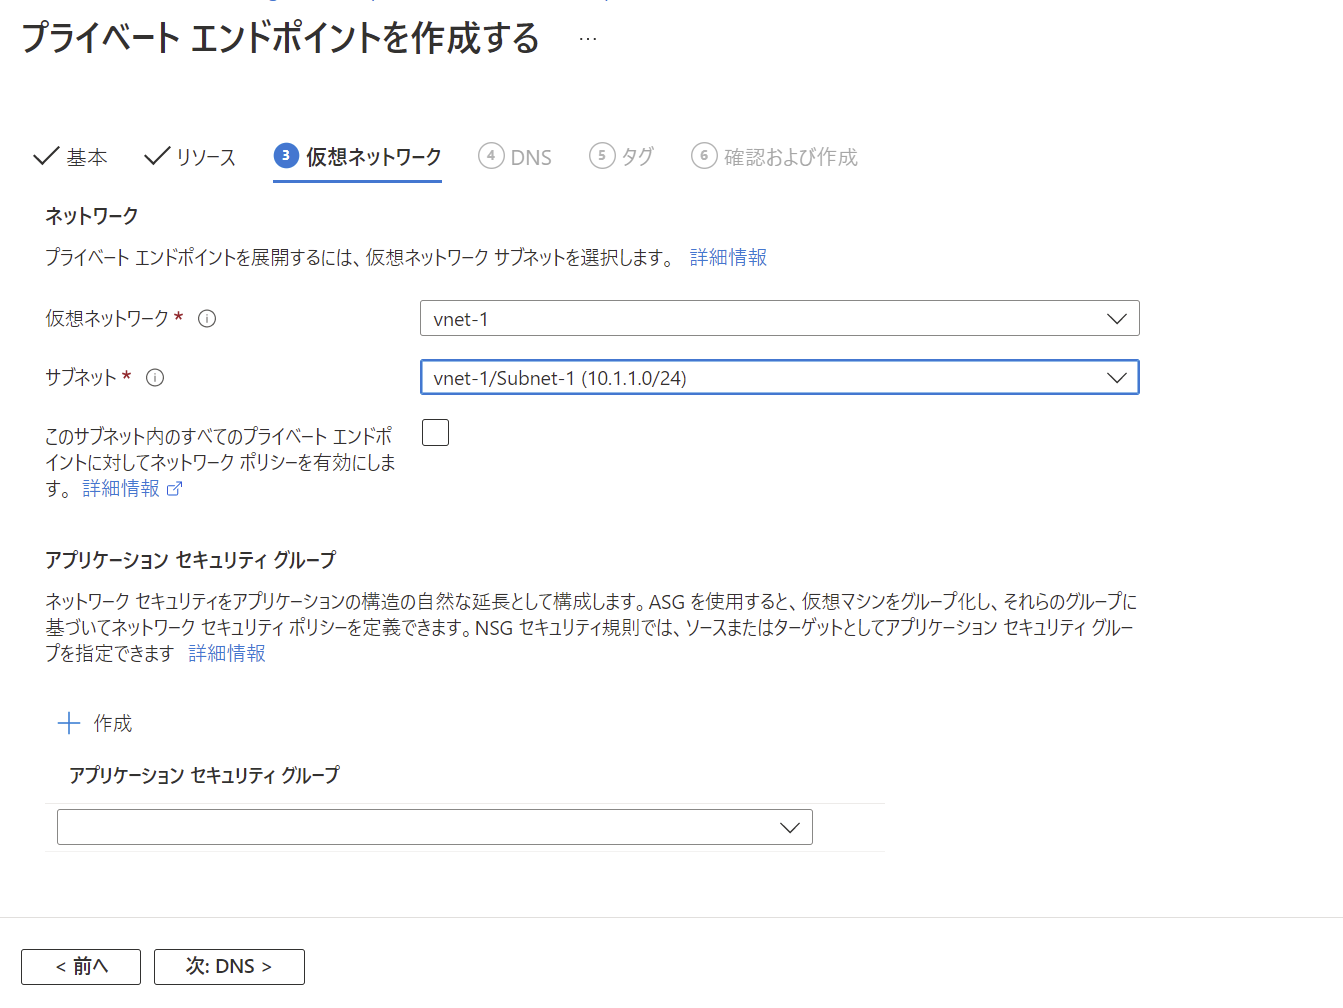 プライベート エンドポイントを作成する ...
基本 リソース 3 仮想ネットワーク 4 DNS 5 タグ 6 確認および作成
ネットワーク
プライベート エンドポイントを展開するには、仮想ネットワーク サブネットを選択します。 詳細情報
仮想ネットワーク *
vnet-1
サブネット *
vnet-1/Subnet-1 (10.1.1.0/24)
このサブネット内のすべてのプライベート エンドポ
イントに対してネットワーク ポリシーを有効にしま
す。 詳細情報
アプリケーション セキュリティ グループ
ネットワーク セキュリティをアプリケーションの構造の自然な延長として構成します。ASG を使用すると、仮想マシンをグループ化し、それらのグループに
基づいてネットワーク セキュリティ ポリシーを定義できます。NSG セキュリティ規則では、ソースまたはターゲットとしてアプリケーション セキュリティ グルー
プを指定できます 詳細情報
作成
アプリケーション セキュリティ グループ
< 前へ
次: DNS >